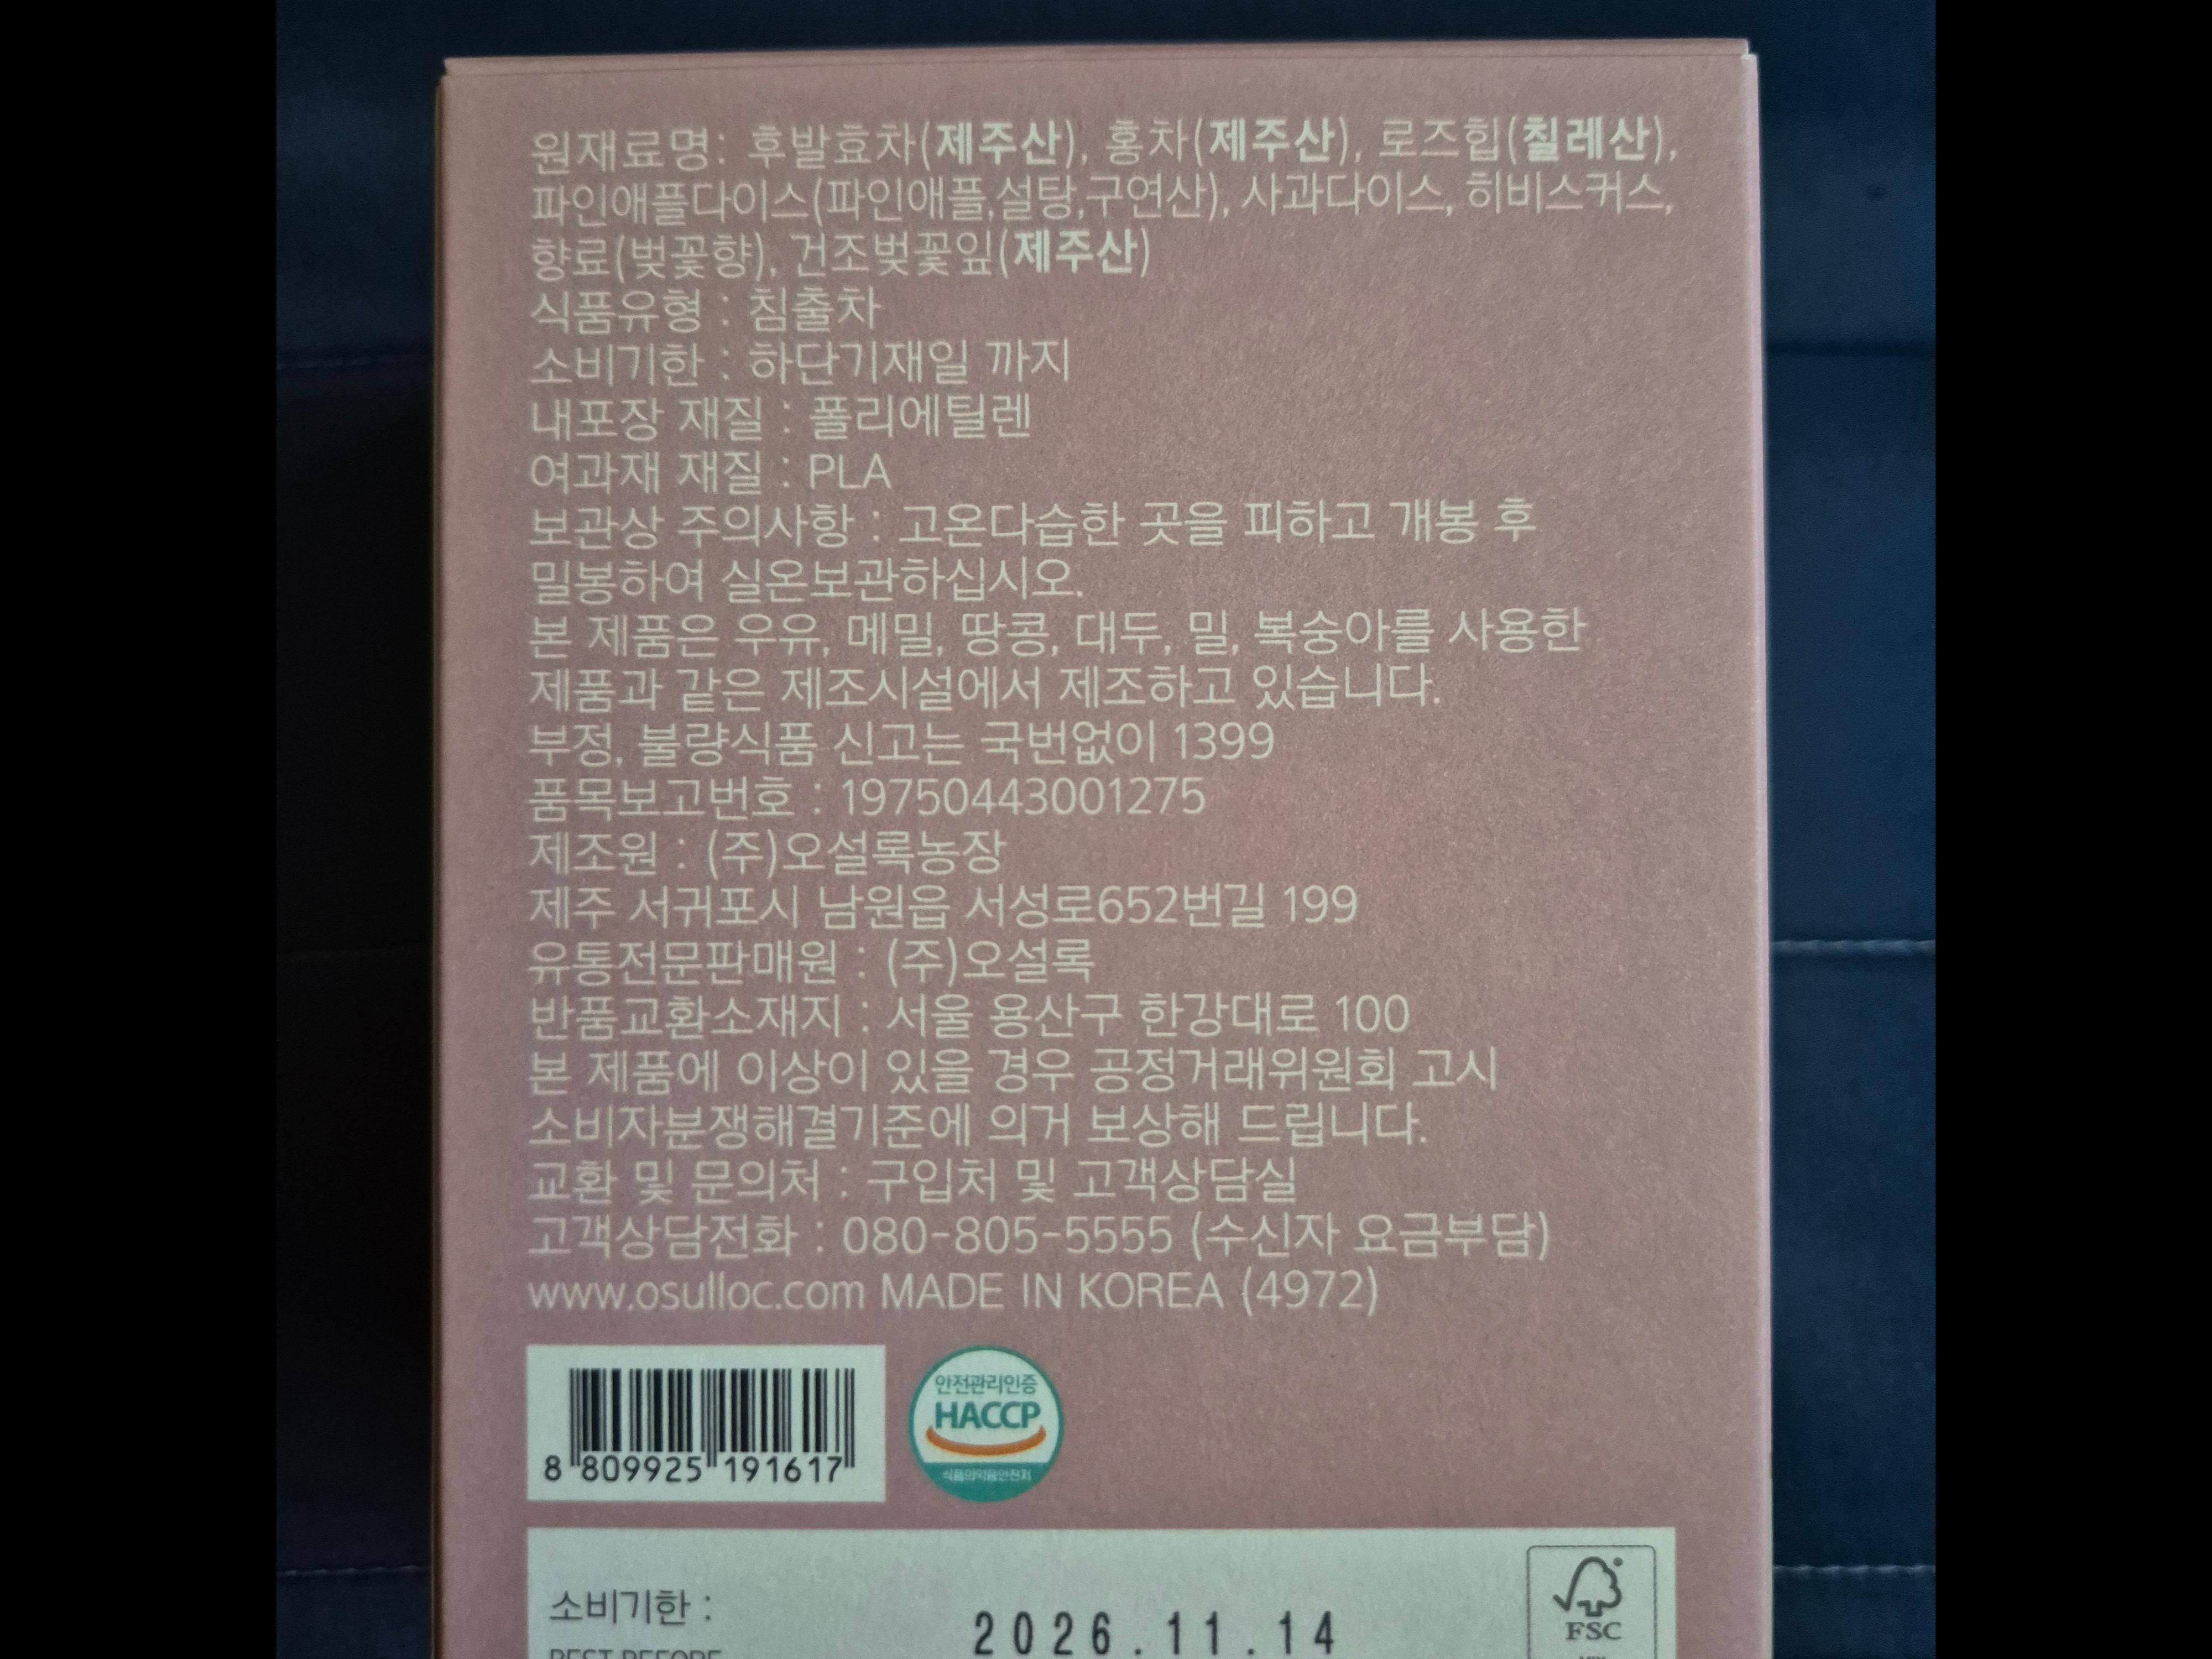 원재료명: 후발효차(제주산), 홍차(제주산), 로즈힙(칠레산),
파인애플다이스(파인애플,설탕,구연산), 사과다이스, 히비스커스,
향료(벚꽃향), 건조벚꽃잎(제주산)
식품유형 : 침출차
소비기한 : 하단기재일 까지
내포장 재질 : 폴리에틸렌
여과재 재질 : PLA
보관상 주의사항 : 고온다습한 곳을 피하고 개봉 후
밀봉하여 실온보관하십시오.
본 제품은 우유, 메밀, 땅콩, 대두, 밀, 복숭아를 사용한
제품과 같은 제조시설에서 제조하고 있습니다.
부정, 불량식품 신고는 국번없이 1399
품목보고번호 : 19750443001275
제조원 : (주)오설록농장
제주 서귀포시 남원읍 서성로652번길 199
유통전문판매원 : (주)오설록
반품교환소재지 : 서울 용산구 한강대로 100
본 제품에 이상이 있을 경우 공정거래위원회 고시
소비자분쟁해결기준에 의거 보상해 드립니다.
교환 및 문의처 : 구입처 및 고객상담실
고객상담전화 : 080-805-5555 (수신자 요금부담)
www.osulloc.com MADE IN KOREA (4972)
안전관리인증
HACCP
식품의약품안전처
8 809925 191617
소비기한 :
2026.11.14
FSC
BEST BEFORE